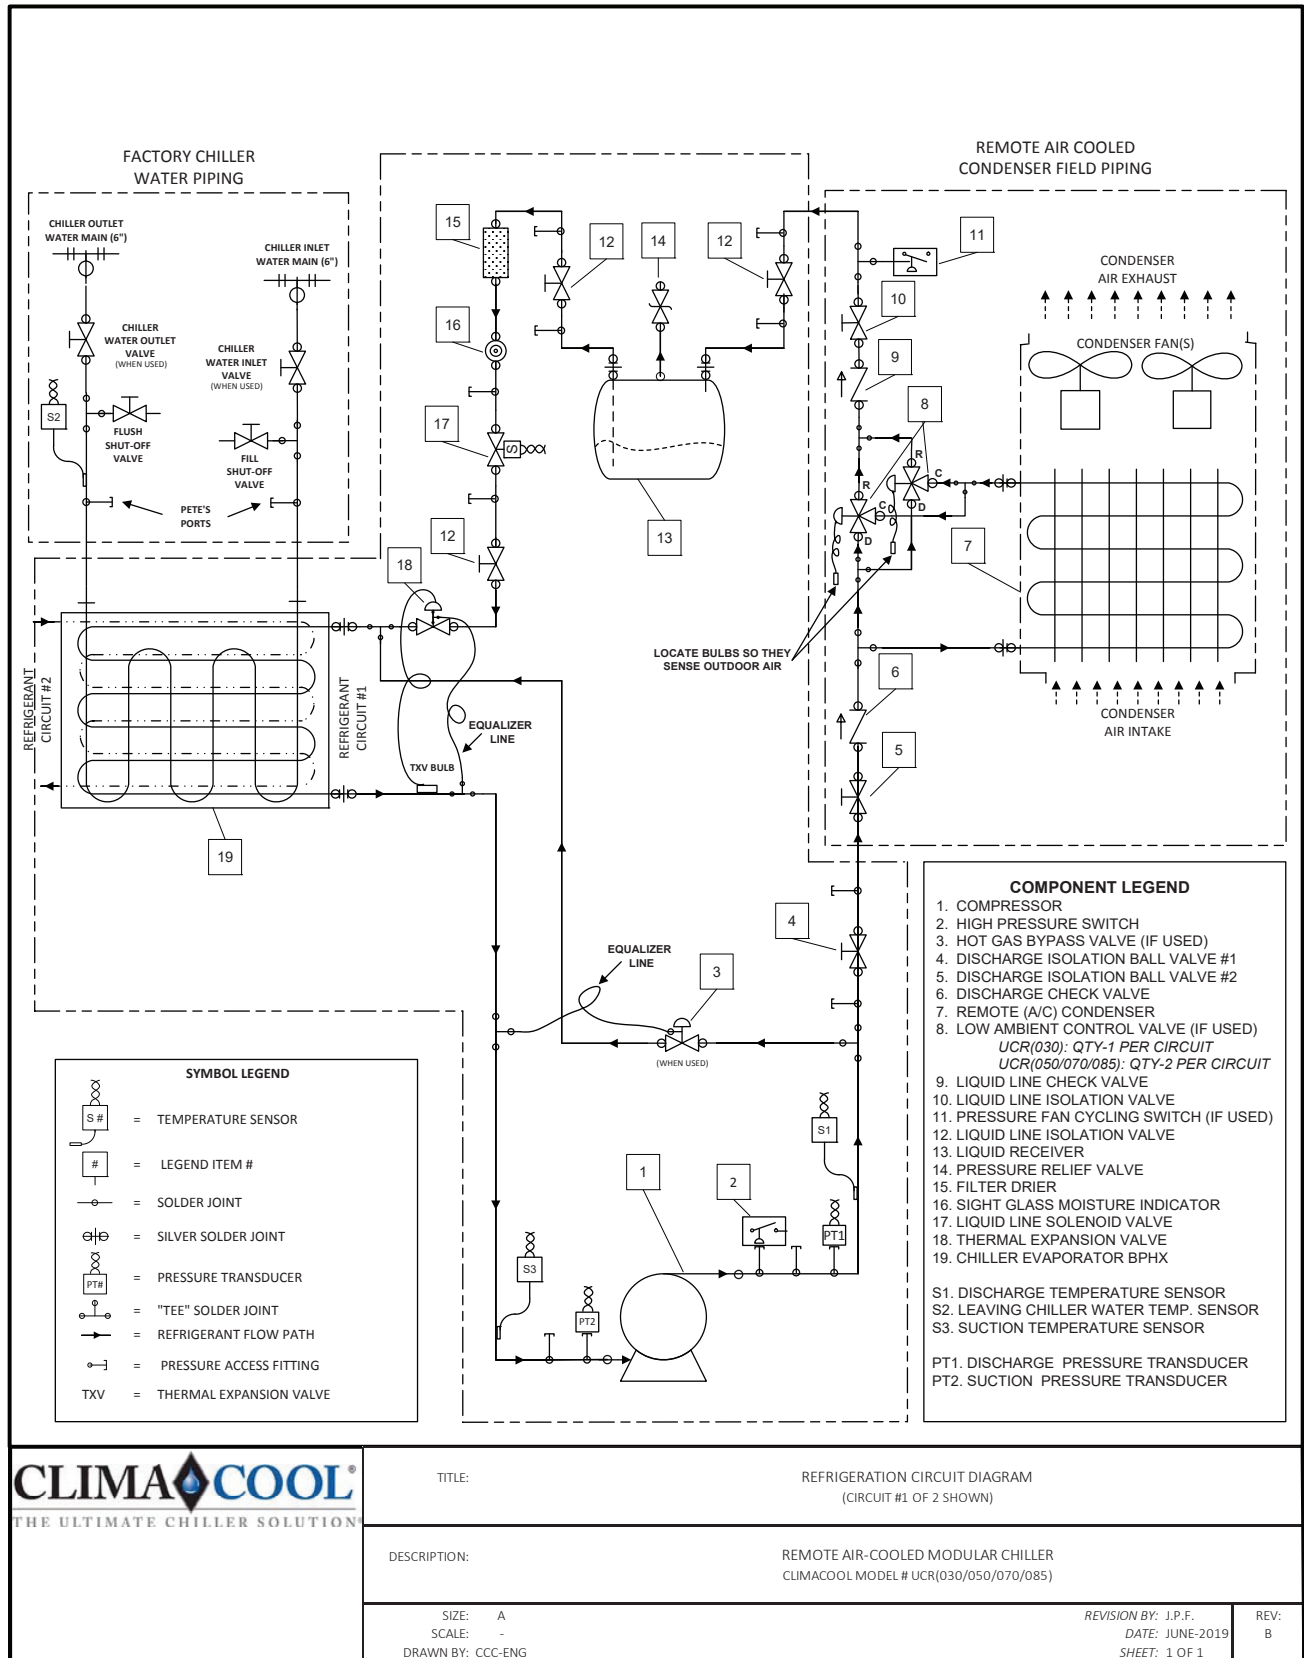 FACTORY CHILLER
WATER PIPING
REMOTE AIR COOLED
CONDENSER FIELD PIPING
CHILLER OUTLET
WATER MAIN (6")
CHILLER INLET
WATER MAIN (6")
CHILLER
WATER OUTLET
VALVE
(WHEN USED)
CHILLER
WATER INLET
VALVE
(WHEN USED)
S2
FLUSH
SHUT-OFF
VALVE
FILL
SHUT-OFF
VALVE
PETE'S
PORTS
15
12
14
12
11
16
10
9
8
17
S
12
13
18
7
CONDENSER
AIR EXHAUST
CONDENSER FAN(S)
R
C
D
R
C
D
LOCATE BULBS SO THEY
SENSE OUTDOOR AIR
CONDENSER
AIR INTAKE
6
5
REFRIGERANT
CIRCUIT #2
REFRIGERANT
CIRCUIT #1
EQUALIZER
LINE
TXV BULB
19
4
EQUALIZER
LINE
3
(WHEN USED)
S1
1
2
PT1
S3
PT2
COMPONENT LEGEND
1. COMPRESSOR
2. HIGH PRESSURE SWITCH
3. HOT GAS BYPASS VALVE (IF USED)
4. DISCHARGE ISOLATION BALL VALVE #1
5. DISCHARGE ISOLATION BALL VALVE #2
6. DISCHARGE CHECK VALVE
7. REMOTE (A/C) CONDENSER
8. LOW AMBIENT CONTROL VALVE (IF USED)
UCR(030): QTY-1 PER CIRCUIT
UCR(050/070/085): QTY-2 PER CIRCUIT
9. LIQUID LINE CHECK VALVE
10. LIQUID LINE ISOLATION VALVE
11. PRESSURE FAN CYCLING SWITCH (IF USED)
12. LIQUID LINE ISOLATION VALVE
13. LIQUID RECEIVER
14. PRESSURE RELIEF VALVE
15. FILTER DRIER
16. SIGHT GLASS MOISTURE INDICATOR
17. LIQUID LINE SOLENOID VALVE
18. THERMAL EXPANSION VALVE
19. CHILLER EVAPORATOR BPHX
S1. DISCHARGE TEMPERATURE SENSOR
S2. LEAVING CHILLER WATER TEMP. SENSOR
S3. SUCTION TEMPERATURE SENSOR
PT1. DISCHARGE PRESSURE TRANSDUCER
PT2. SUCTION PRESSURE TRANSDUCER
SYMBOL LEGEND
S # = TEMPERATURE SENSOR
# = LEGEND ITEM #
= SOLDER JOINT
= SILVER SOLDER JOINT
PT# = PRESSURE TRANSDUCER
= "TEE" SOLDER JOINT
= REFRIGERANT FLOW PATH
= PRESSURE ACCESS FITTING
TXV = THERMAL EXPANSION VALVE
CLIMACOOL®
THE ULTIMATE CHILLER SOLUTION®
TITLE: REFRIGERATION CIRCUIT DIAGRAM
(CIRCUIT #1 OF 2 SHOWN)
DESCRIPTION: REMOTE AIR-COOLED MODULAR CHILLER
CLIMACOOL MODEL # UCR(030/050/070/085)
SIZE: A
SCALE: -
DRAWN BY: CCC-ENG
REVISION BY: J.P.F.
DATE: JUNE-2019
SHEET: 1 OF 1
REV:
B